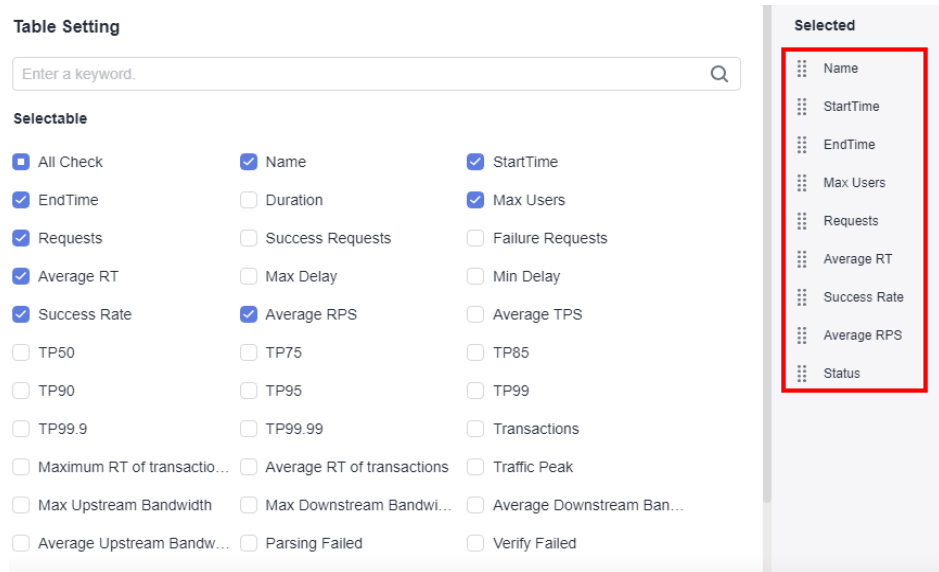 Table Setting
Enter a keyword.
Selectable
All Check Name StartTime
EndTime Duration Max Users
Requests Success Requests Failure Requests
Average RT Max Delay Min Delay
Success Rate Average RPS Average TPS
TP50 TP75 TP85
TP90 TP95 TP99
TP99.9 TP99.99 Transactions
Maximum RT of transactio... Average RT of transactions Traffic Peak
Max Upstream Bandwidth Max Downstream Bandwi... Average Downstream Ban...
Average Upstream Bandw... Parsing Failed Verify Failed
Selected
Name
StartTime
EndTime
Max Users
Requests
Average RT
Success Rate
Average RPS
Status